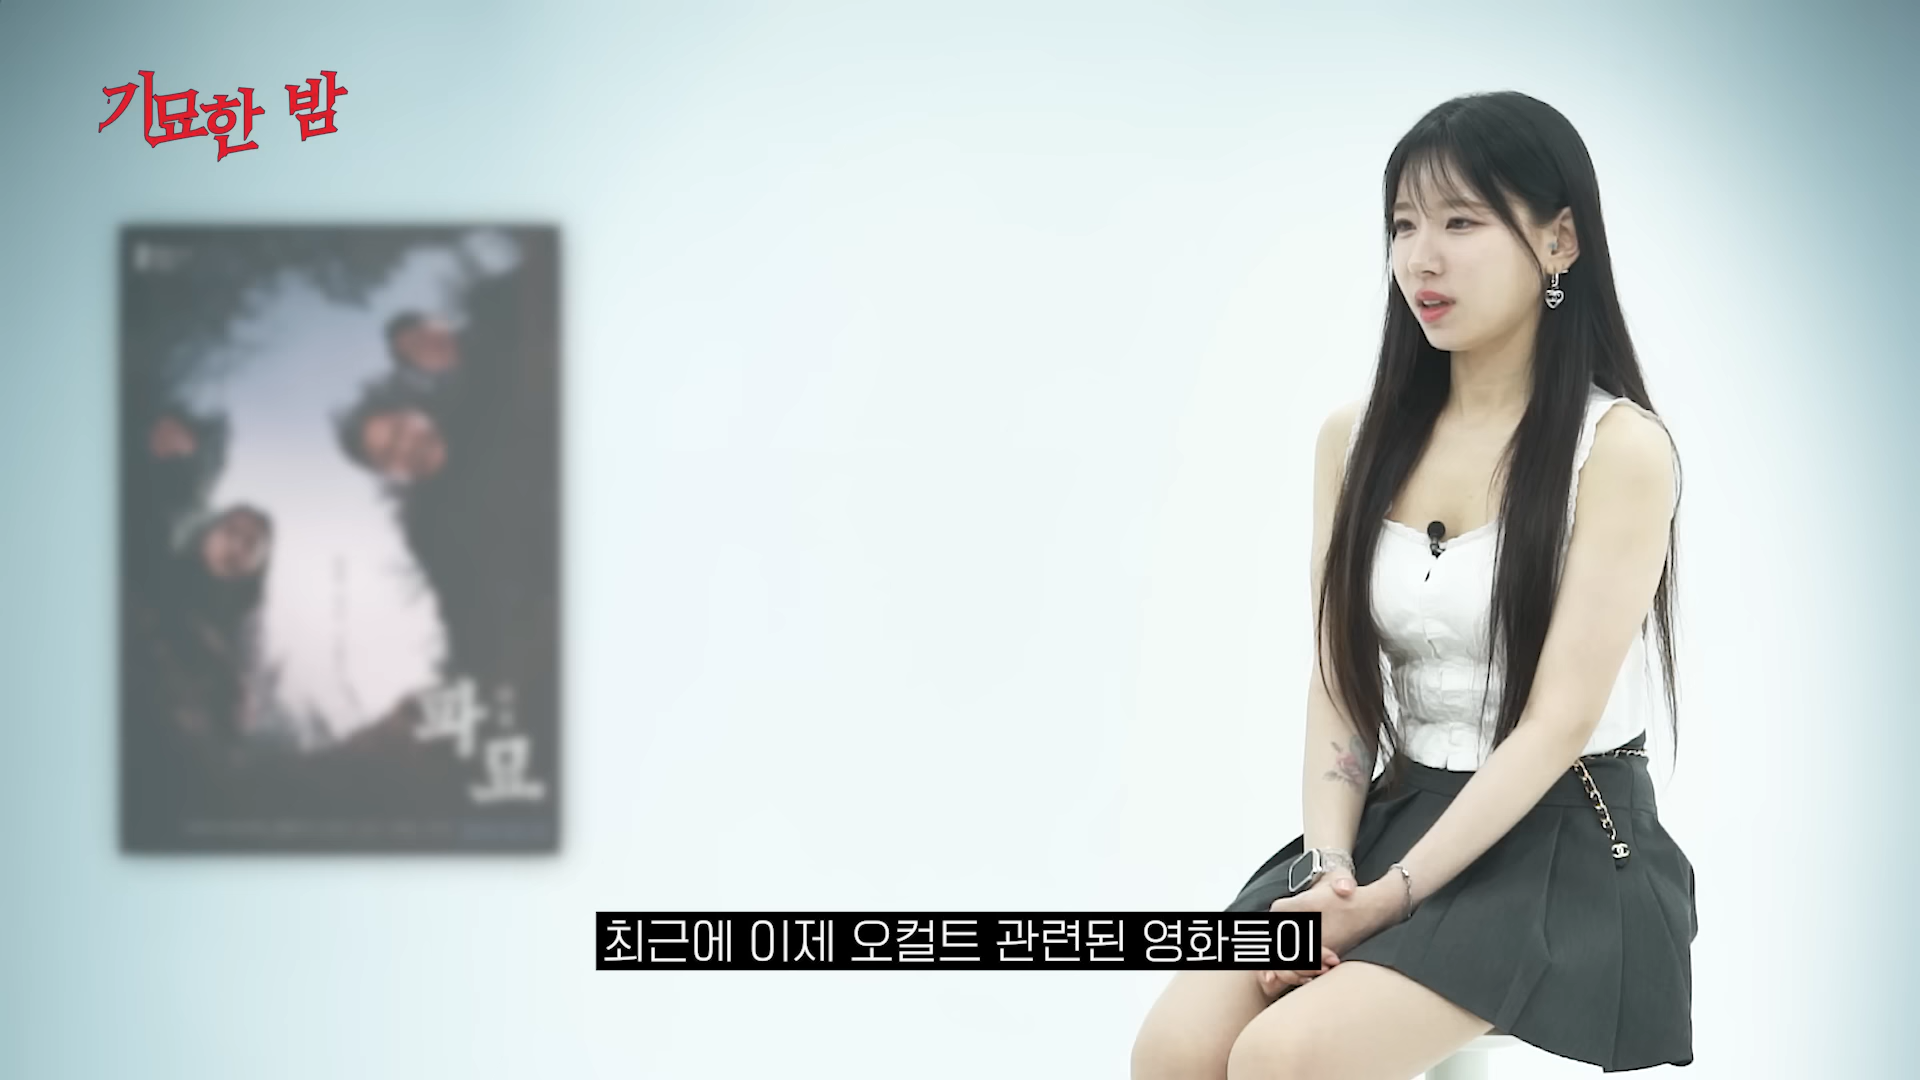 기묘한 밤
파
묘
최근에 이제 오컬트 관련된 영화들이